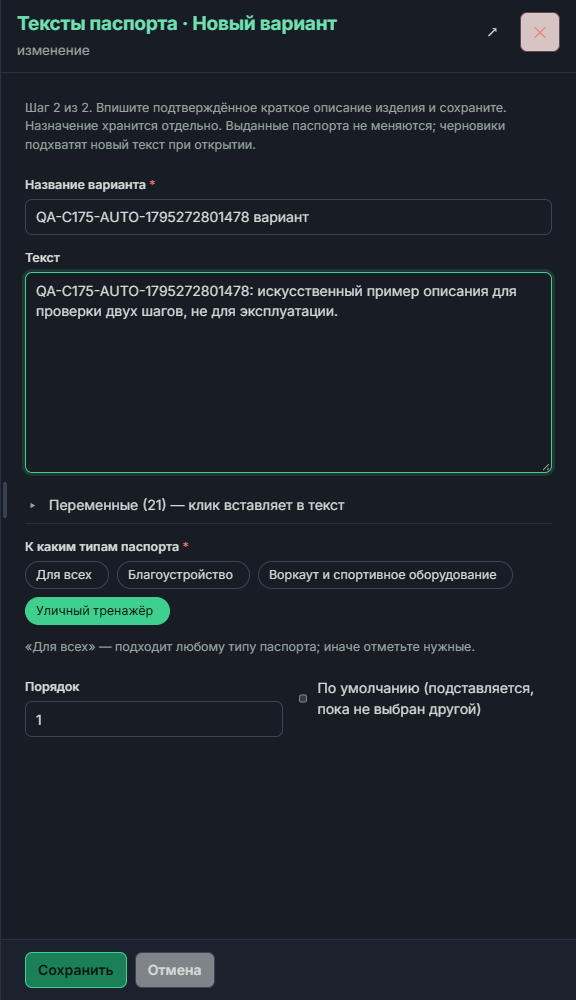 Тексты паспорта · Новый вариант
изменение
Шаг 2 из 2. Впишите подтверждённое краткое описание изделия и сохраните.
Назначение хранится отдельно. Выданные паспорта не меняются; черновики
подхватят новый текст при открытии.
Название варианта *
QA-C175-AUTO-1795272801478 вариант
Текст
QA-C175-AUTO-1795272801478: искусственный пример описания для
проверки двух шагов, не для эксплуатации.
Переменные (21) — клик вставляет в текст
К каким типам паспорта *
Для всех
Благоустройство
Воркаут и спортивное оборудование
Уличный тренажёр
«Для всех» — подходит любому типу паспорта; иначе отметьте нужные.
Порядок
1
По умолчанию (подставляется,
пока не выбран другой)
Сохранить
Отмена